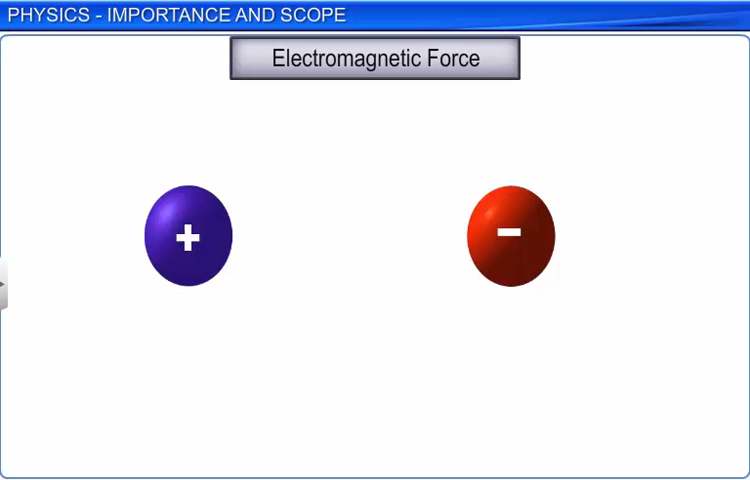 PHYSICS - IMPORTANCE AND SCOPE
Electromagnetic Force
+ -